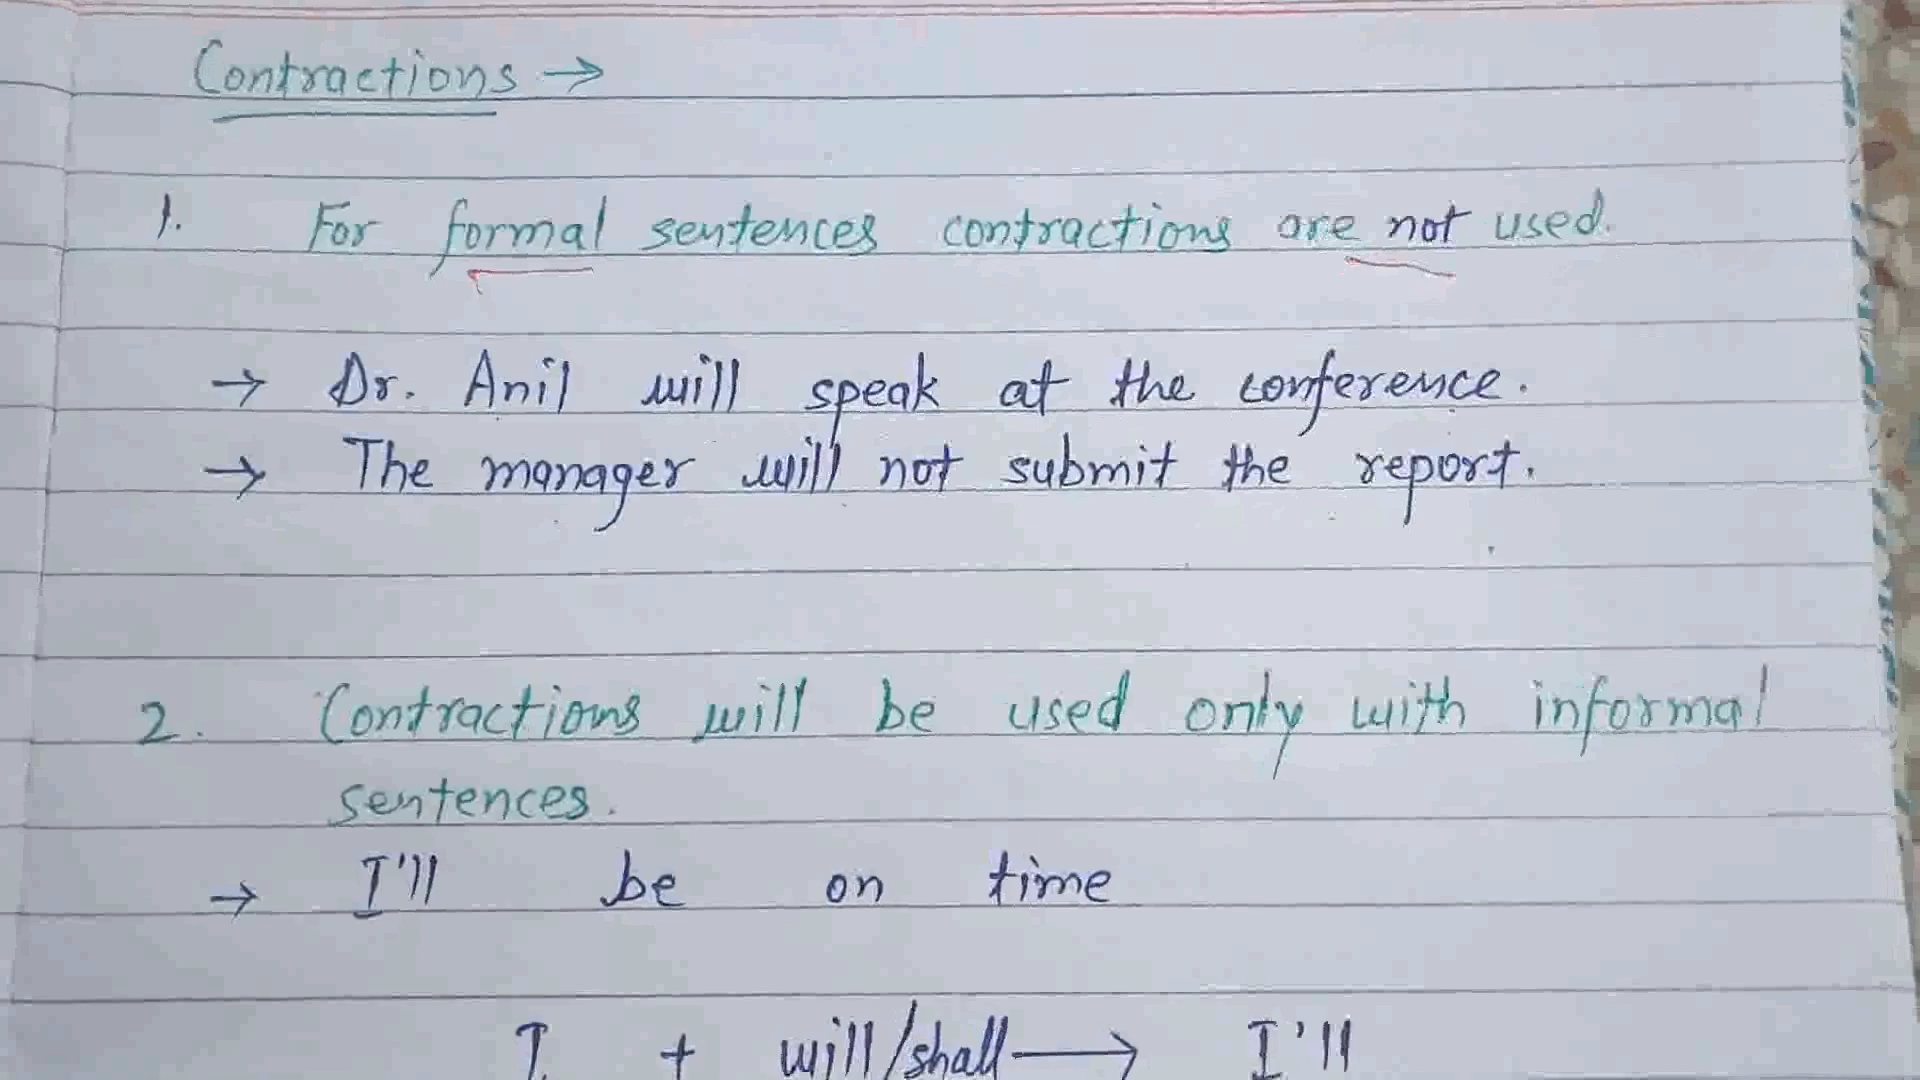 Contractions →
1. For formal sentences contractions are not used.
→ Dr. Anil will speak at the conference.
→ The manager will not submit the report.
2. Contractions will be used only with informal
sentences.
→ I'll be on time
I + will/shall → I'll